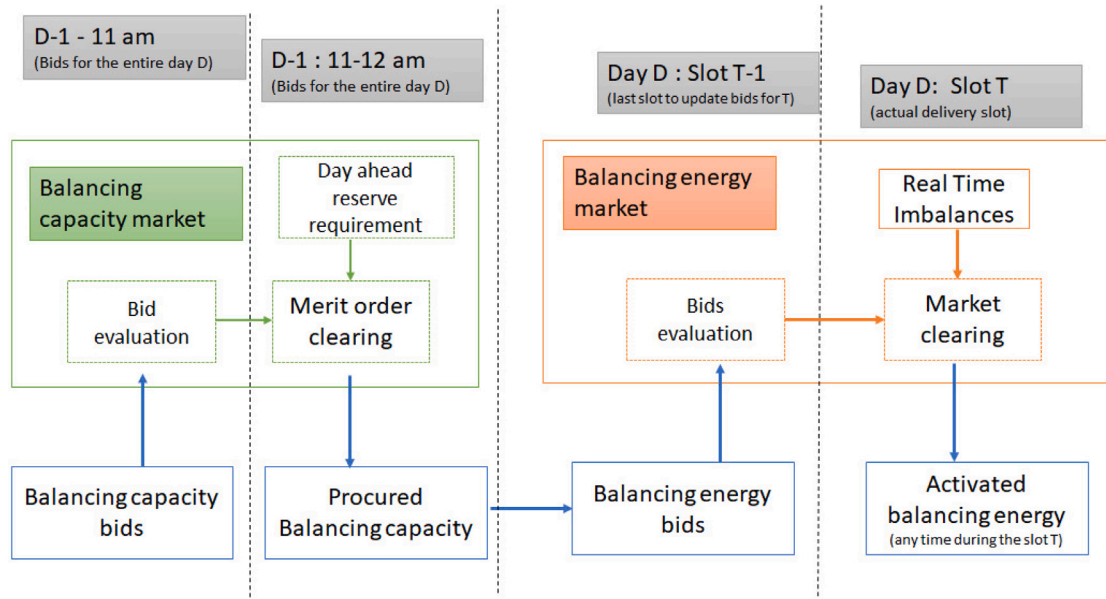 D-1 - 11 am
(Bids for the entire day D)
D-1 : 11-12 am
(Bids for the entire day D)
Day D : Slot T-1
(last slot to update bids for T)
Day D:  Slot T
(actual delivery slot)
Balancing
capacity market
Day ahead
reserve
requirement
Bid
evaluation
Merit order
clearing
Balancing energy
market
Real Time
Imbalances
Bids
evaluation
Market
clearing
Balancing capacity
bids
Procured
Balancing capacity
Balancing energy
bids
Activated
balancing energy
(any time during the slot T)